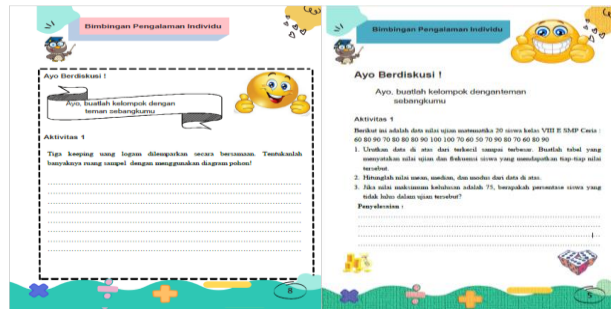 Bimbingan Pengalaman Individu
Ayo Berdiskusi !
Ayo, buatlah kelompok dengan
teman sebangkumu
Aktivitas 1
Tiga keeping uang logam dilemparkan secara bersamaan. Tentukanlah
banyaknya ruang sampel dengan menggunakan diagram pohon!
8
Bimbingan Pengalaman Individu
Ayo Berdiskusi !
Ayo, buatlah kelompok denganteman
sebangkumu
Aktivitas 1
Berikut ini adalah data nilai ujian matematika 20 siswa kelas VIII E SMP Ceria :
60 80 90 70 80 80 80 90 100 100 70 60 50 70 90 80 70 60 80 90
1. Urutkan data di atas dari terkecil sampai terbesar. Buatlah tabel yang
menyatakan nilai ujian dan frekuensi siswa yang mendapatkan tiap-tiap nilai
tersebut.
2. Hitunglah nilai mean, median, dan modus dari data di atas.
3. Jika nilai maksimum kelulusan adalah 75, berapakah persentase siswa yang
tidak lulus dalam ujian tersebut?
Penyelesaian :